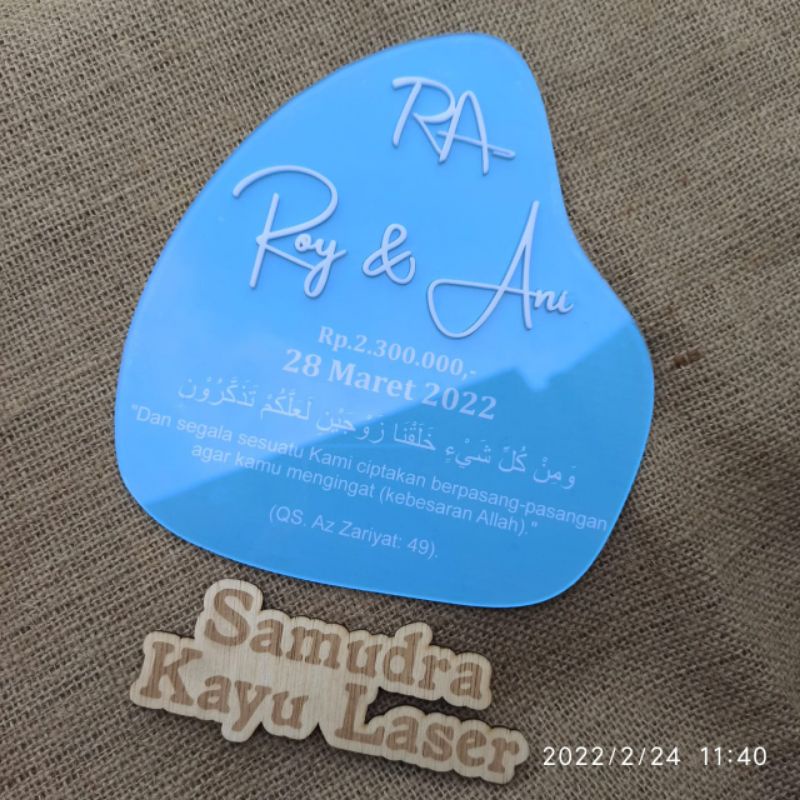 RA
Roy & Ani
Rp.2.300.000,-
28 Maret 2022
وَمِنْ كُلِّ شَيْءٍ خَلَقْنَا زَوْجَيْنِ لَعَلَّكُمْ تَذَكَّرُوْن
"Dan segala sesuatu Kami ciptakan berpasang-pasangan
agar kamu mengingat (kebesaran Allah)."
(QS. Az Zariyat: 49).
Samudra
Kayu Laser
2022/2/24 11:40